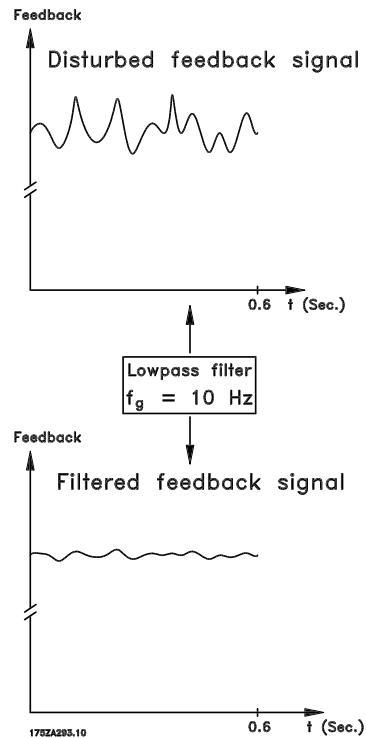 Feedback
Disturbed feedback signal
0.6 t (Sec.)
Lowpass filter
fg = 10 Hz
Feedback
Filtered feedback signal
0.6 t (Sec.)
175ZA293.10